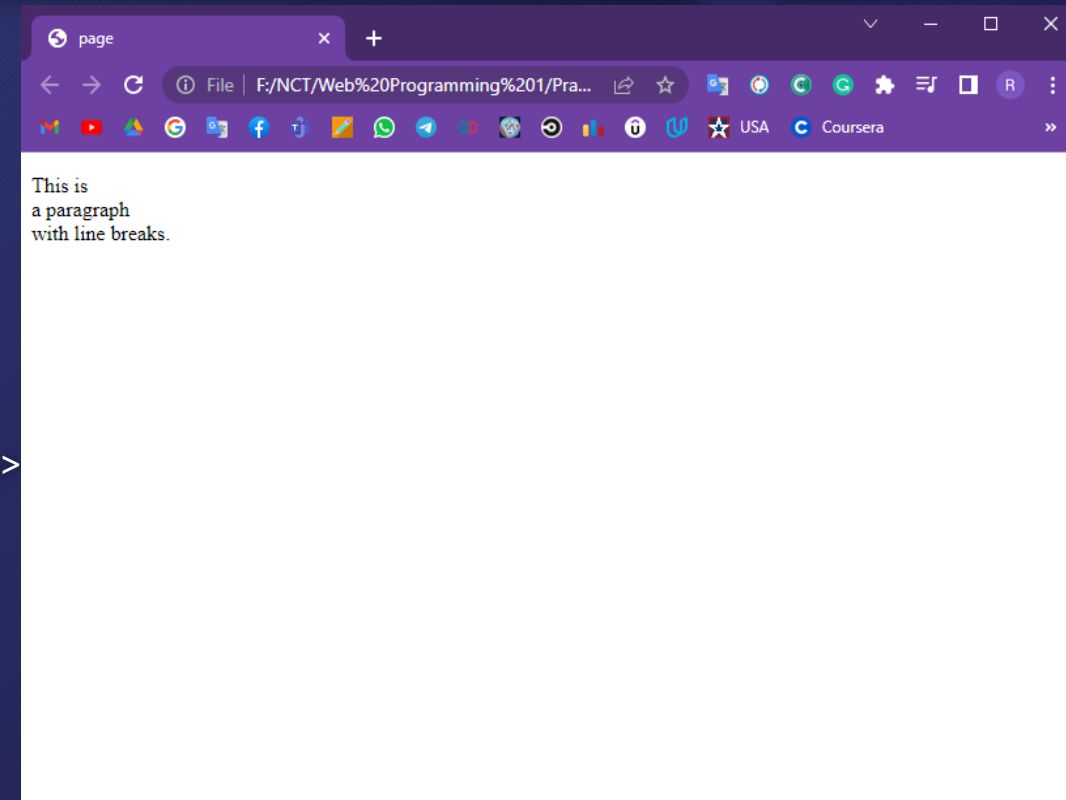 page
File
F:/NCT/Web%20Programming%201/Pra...
R
USA
Coursera
»
This is
a paragraph
with line breaks.
>